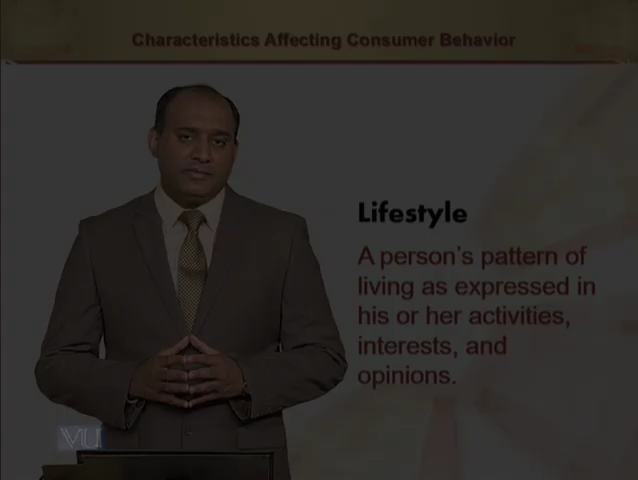 Characteristics Affecting Consumer Behavior
Lifestyle
A person's pattern of
living as expressed in
his or her activities,
interests, and
opinions.
VU